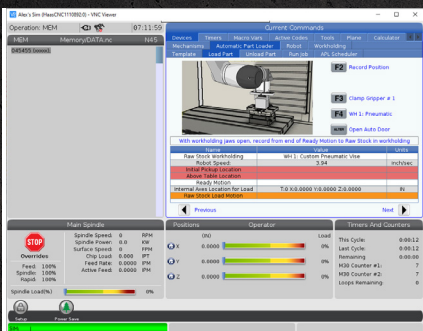 Alex's Sim (HaasCNC1110892.0) - VNC Viewer
Operation: MEM
07:11:59
MEM Memory/DATA.nc N45
Current Commands
Devices Timers Macro Vars Active Codes Tools Plane Calculator
Mechanisms Automatic Part Loader Robot Workholding
Template Load Part Unload Part Run Job APL Scheduler
F2 Record Position
F3 Clamp Gripper # 1
F4 WH 1: Pneumatic
Open Auto Door
With workholding jaws open, record from end of Ready Motion to Raw Stock in workholding
Name Value Units
Raw Stock Workholding WH 1: Custom Pneumatic Vise
Robot Speed: 3.94 inch/sec
Initial Pickup Location
Above Table Location
Ready Motion
Internal Axes Location for Load T:0 X:0.0000 Y:0.0000 Z:0.0000 IN
Raw Stock Load Motion
Previous Next
Main Spindle
STOP
Spindle Speed: 0 RPM
Spindle Power: 0.0 KW
Surface Speed: 0 FPM
Chip Load: 0.000 IPT
Feed Rate: 0.0000 IPM
Active Feed: 0.0000 IPM
Overrides
Feed: 100%
Spindle: 100%
Rapid: 100%
Spindle Load(%) 0%
Positions Operator
(IN) Load
X 0.0000 0%
Y 0.0000 0%
Z 0.0000 0%
Timers And Counters
This Cycle: 0:00:12
Last Cycle: 0:00:12
Remaining 0:00:00
M30 Counter #1: 7
M30 Counter #2: 7
Loops Remaining: 0
Setup Power Save